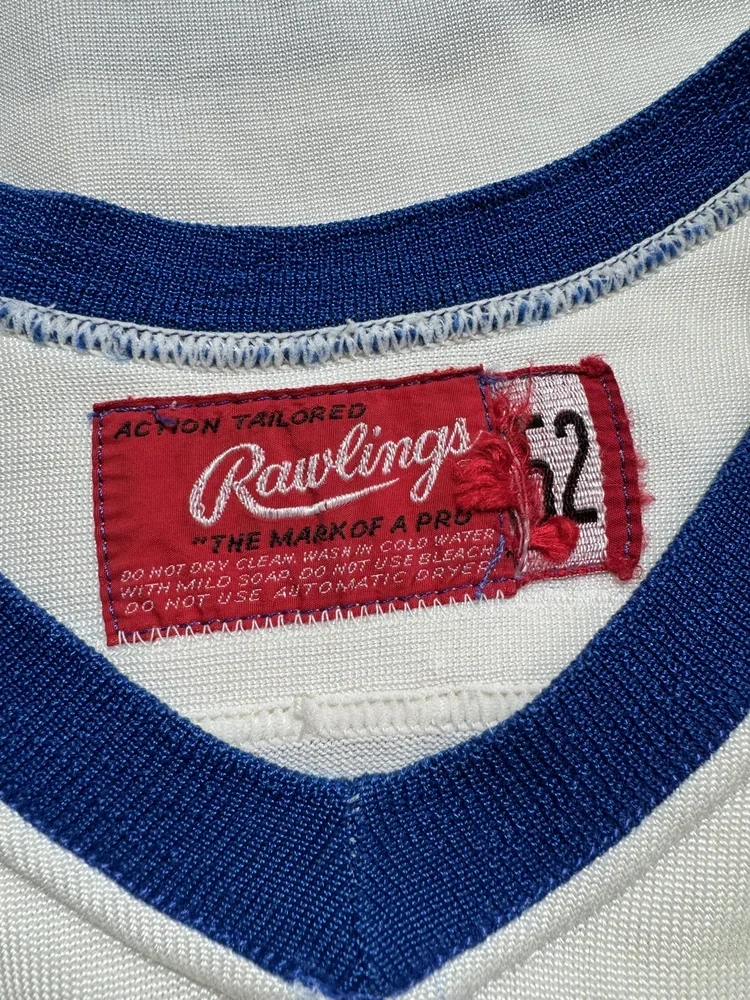 ACTION TAILORED
Rawlings
52
"THE MARK OF A PRO"
DO NOT DRY CLEAN. WASH IN COLD WATER
WITH MILD SOAP. DO NOT USE BLEACH
DO NOT USE AUTOMATIC DRYER